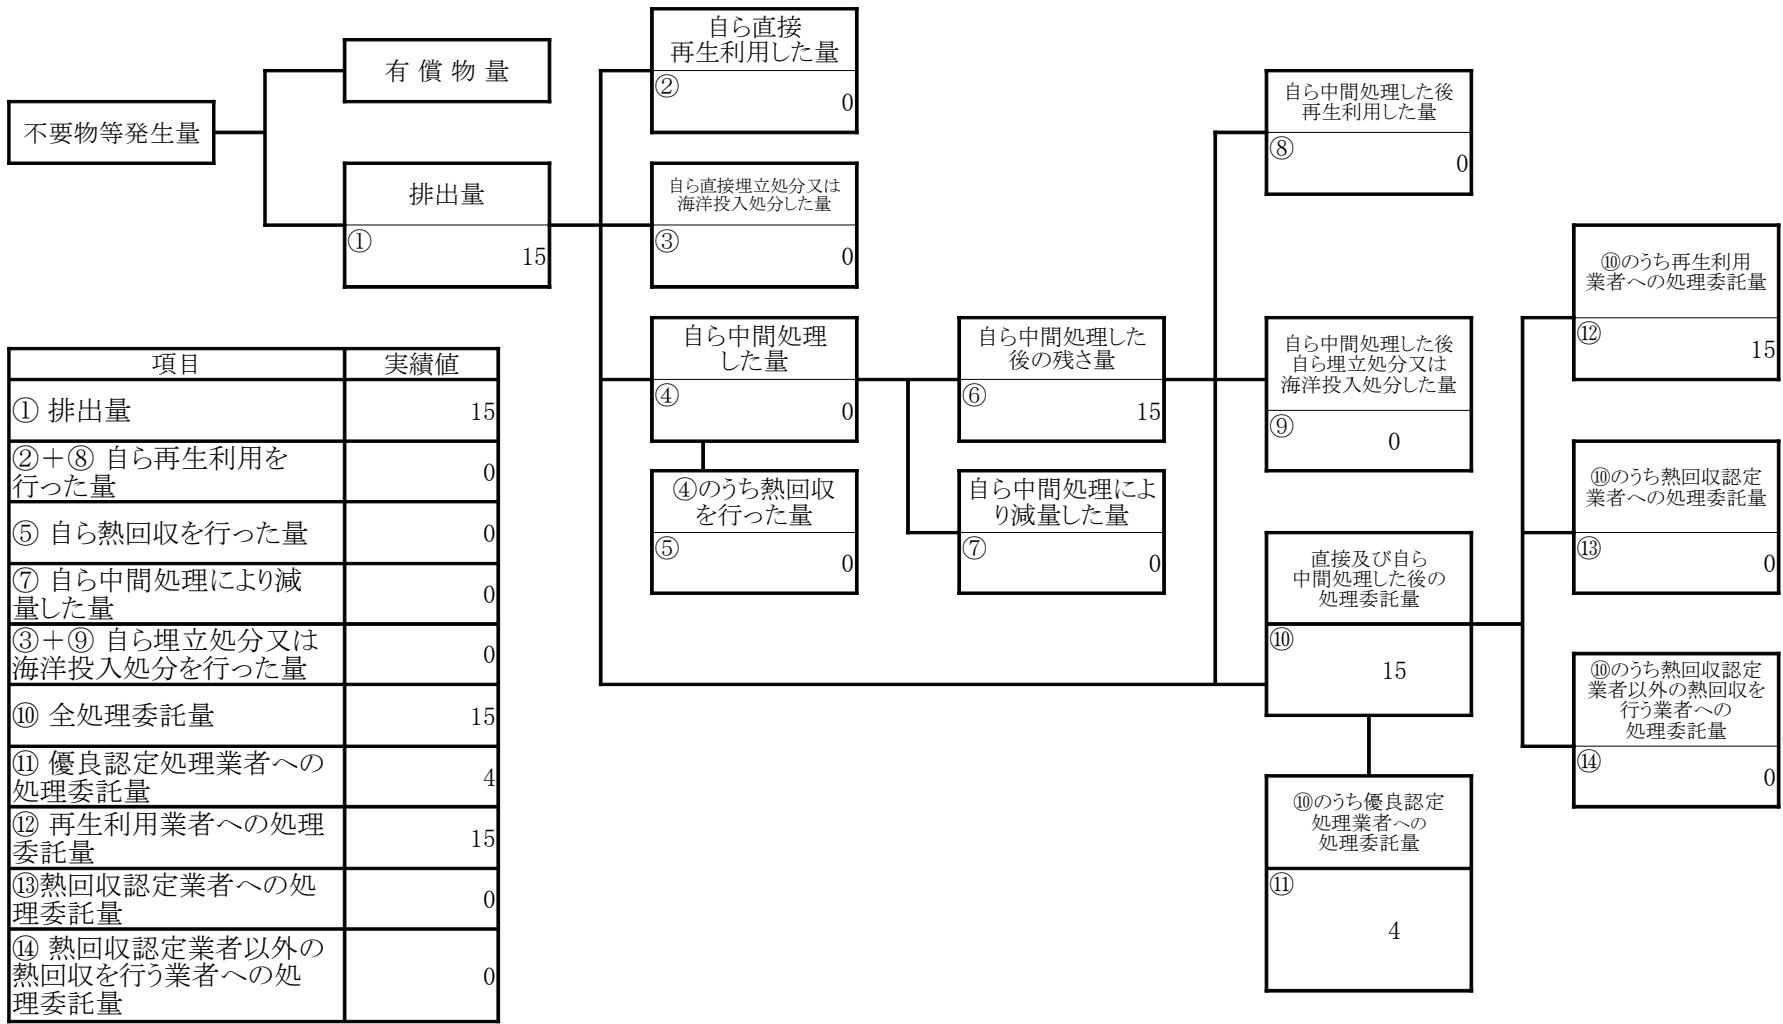 自ら直接
再生利用した量
②
0
有 償 物 量
不要物等発生量
自ら中間処理した後
再生利用した量
⑧
0
排出量
①
15
自ら直接埋立処分又は
海洋投入処分した量
③
0
⑩のうち再生利用
業者への処理委託量
⑫
15
自ら中間処理
した量
④
0
自ら中間処理した
後の残さ量
⑥
15
自ら中間処理した後
自ら埋立処分又は
海洋投入処分した量
⑨
0
④のうち熱回収
を行った量
⑤
0
自ら中間処理によ
り減量した量
⑦
0
⑩のうち熱回収認定
業者への処理委託量
⑬
0
直接及び自ら
中間処理した後の
処理委託量
⑩
15
⑩のうち熱回収認定
業者以外の熱回収を
行う業者への
処理委託量
⑭
0
⑩のうち優良認定
処理業者への
処理委託量
⑪
4
項目 実績値
① 排出量 15
②＋⑧ 自ら再生利用を
行った量 0
⑤ 自ら熱回収を行った量 0
⑦ 自ら中間処理により減
量した量 0
③＋⑨ 自ら埋立処分又は
海洋投入処分を行った量 0
⑩ 全処理委託量 15
⑪ 優良認定処理業者への
処理委託量 4
⑫ 再生利用業者への処理
委託量 15
⑬熱回収認定業者への処
理委託量 0
⑭ 熱回収認定業者以外の
熱回収を行う業者への処
理委託量 0